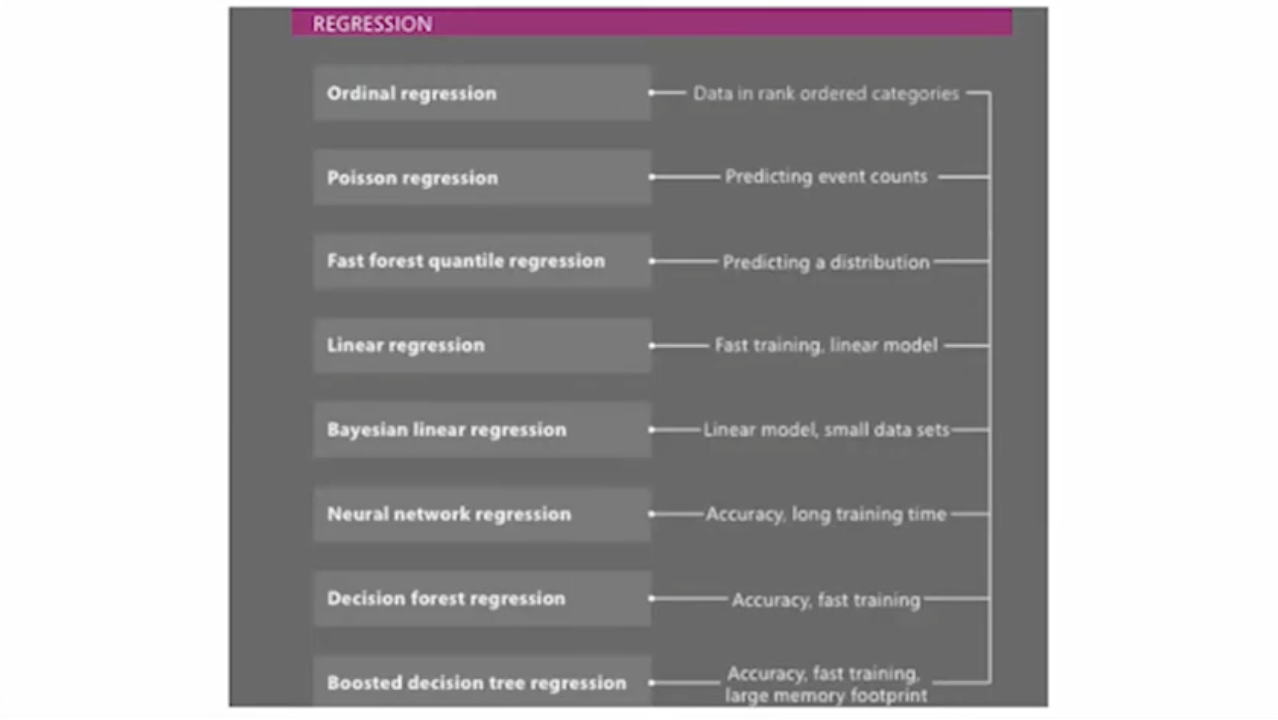 REGRESSION
Ordinal regression
Data in rank ordered categories
Poisson regression
Predicting event counts
Fast forest quantile regression
Predicting a distribution
Linear regression
Fast training, linear model
Bayesian linear regression
Linear model, small data sets
Neural network regression
Accuracy, long training time
Decision forest regression
Accuracy, fast training
Boosted decision tree regression
Accuracy, fast training,
large memory footprint